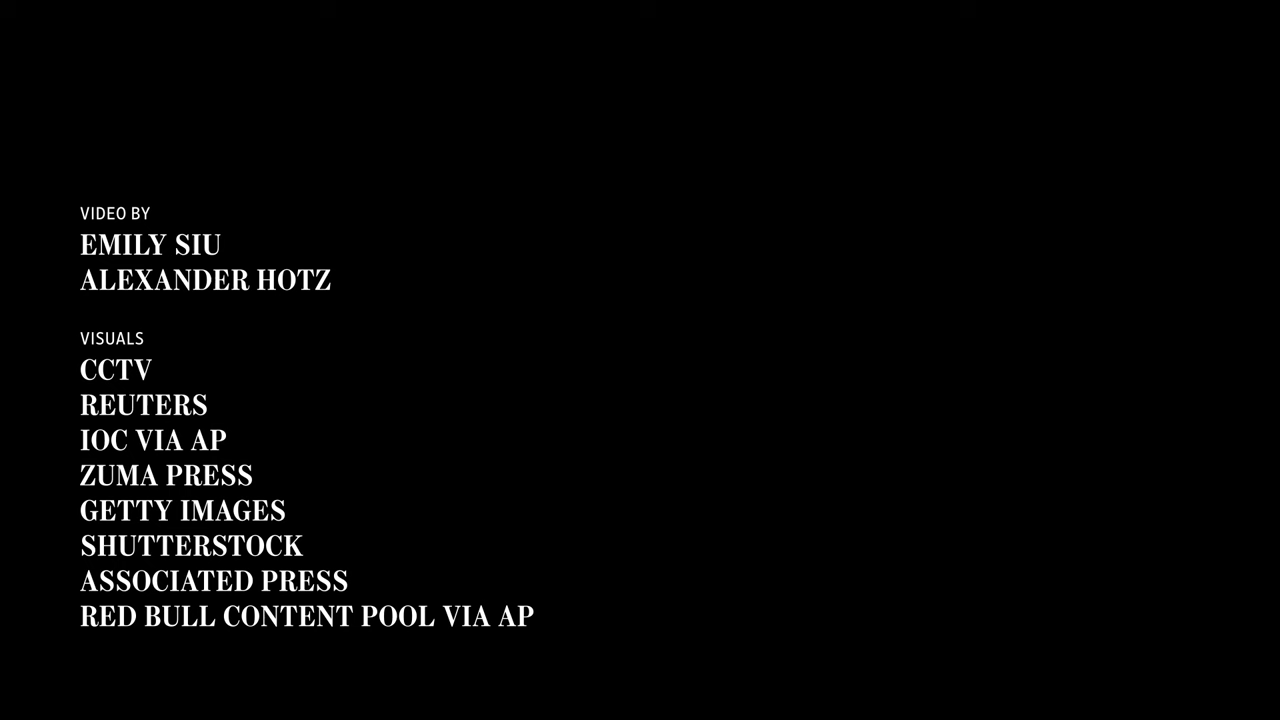 VIDEO BY
EMILY SIU
ALEXANDER HOTZ
VISUALS
CCTV
REUTERS
IOC VIA AP
ZUMA PRESS
GETTY IMAGES
SHUTTERSTOCK
ASSOCIATED PRESS
RED BULL CONTENT POOL VIA AP